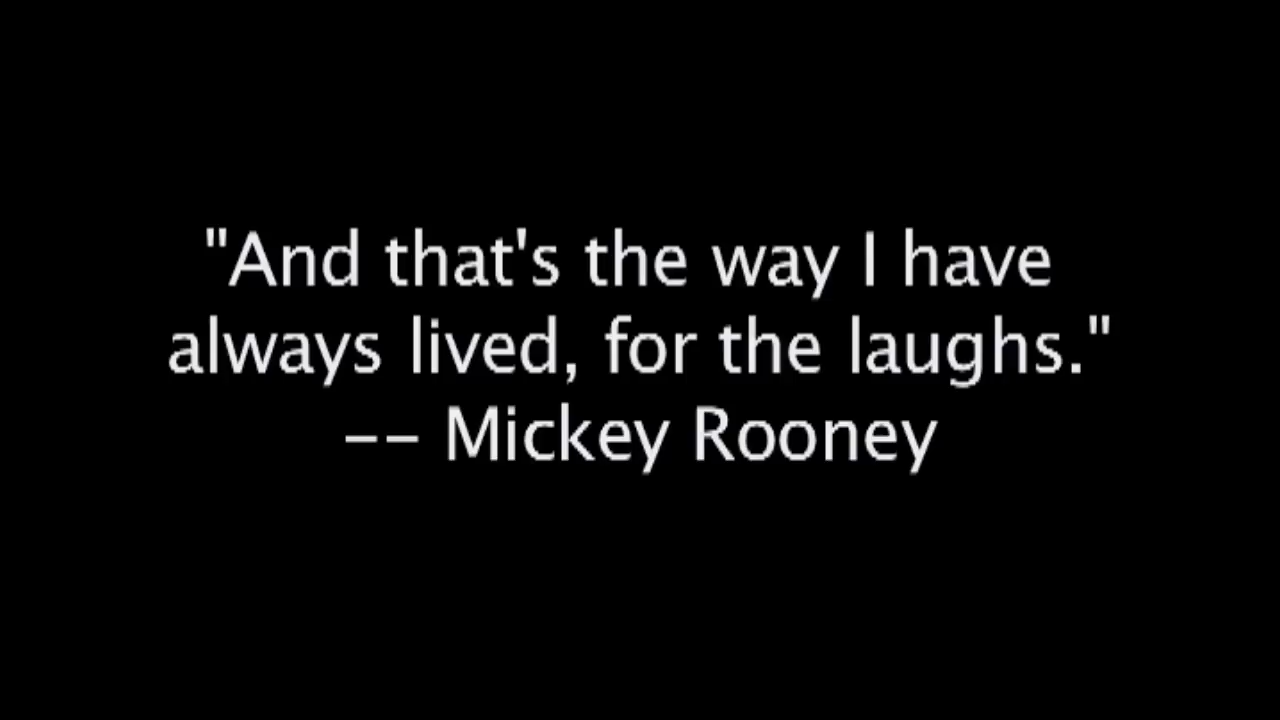 "And that's the way I have
always lived, for the laughs."
-- Mickey Rooney